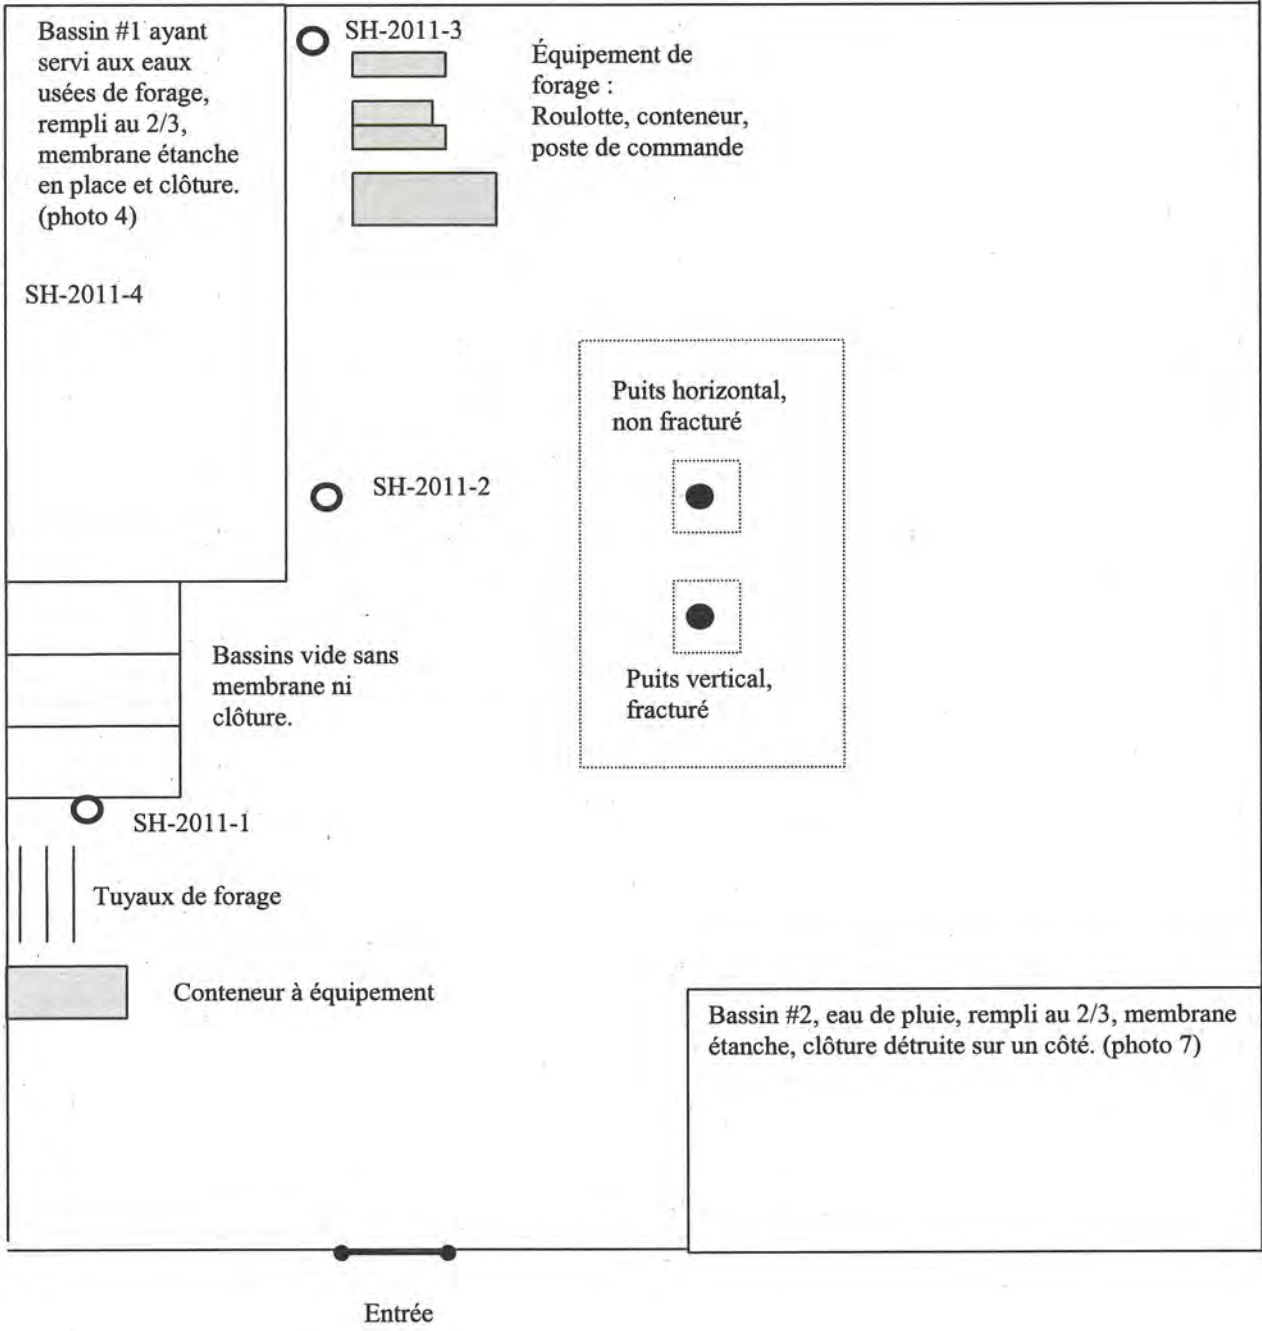 Bassin #1 ayant
servi aux eaux
usées de forage,
rempli au 2/3,
membrane étanche
en place et clôture.
(photo 4)
SH-2011-4
SH-2011-3
Équipement de
forage :
Roulotte, conteneur,
poste de commande
Puits horizontal,
non fracturé
SH-2011-2
Puits vertical,
fracturé
Bassins vide sans
membrane ni
clôture.
SH-2011-1
Tuyaux de forage
Conteneur à équipement
Bassin #2, eau de pluie, rempli au 2/3, membrane
étanche, clôture détruite sur un côté. (photo 7)
Entrée